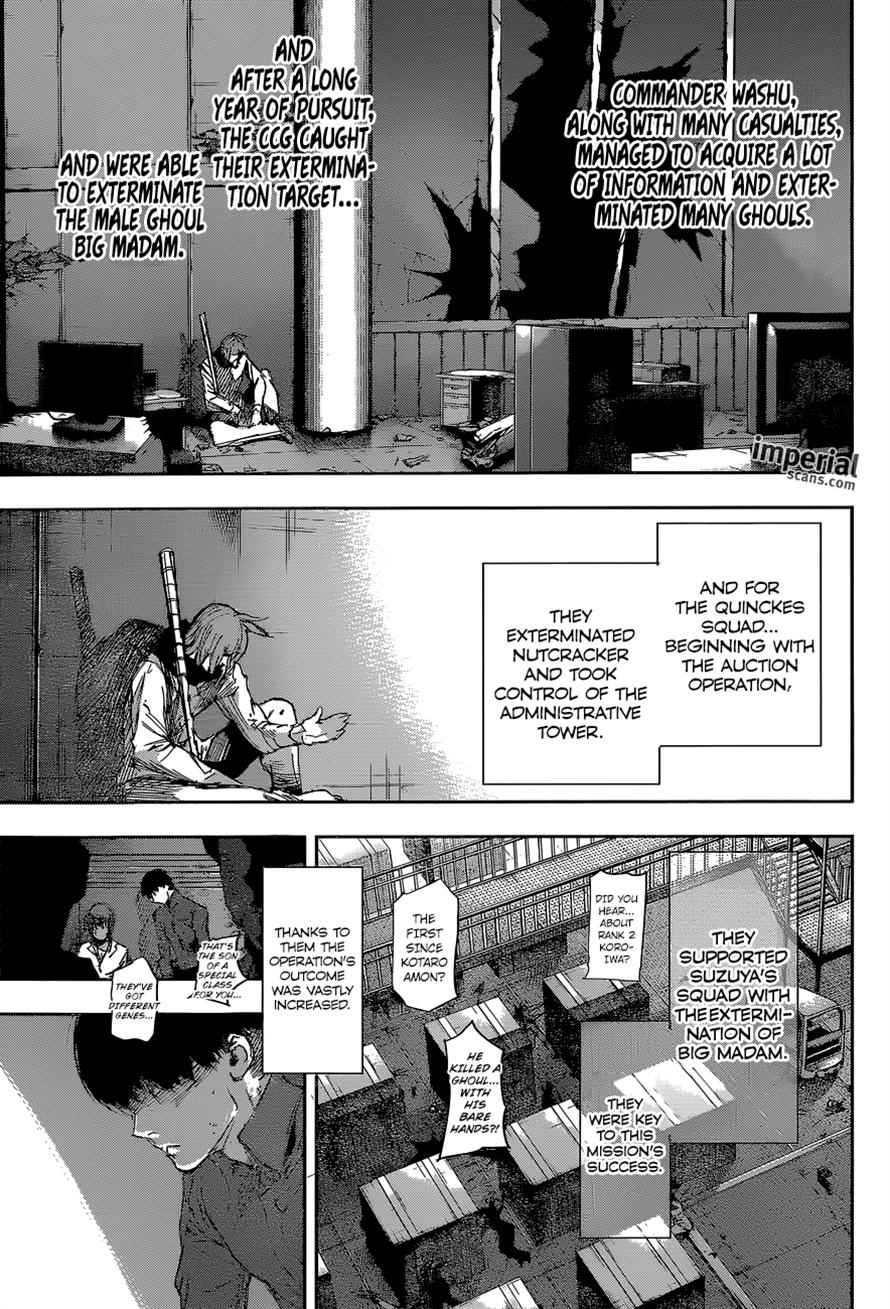 COMMANDER WASHU,
ALONG WITH MANY CASUALTIES,
MANAGED TO ACQUIRE A LOT
OF INFORMATION AND EXTER-
MINATED MANY GHOULS.
AND
AFTER A LONG
YEAR OF PURSUIT,
THE CCG CAUGHT
THEIR EXTERMINA-
TION TARGET...
AND WERE ABLE
TO EXTERMINATE
THE MALE GHOUL
BIG MADAM.
imperial
scans.com
AND FOR
THE QUINCKES
SQUAD...
BEGINNING WITH
THE AUCTION
OPERATION,
THEY
EXTERMINATED
NUTCRACKER
AND TOOK
CONTROL OF THE
ADMINISTRATIVE
TOWER.
THEY
SUPPORTED
SUZUYA'S
SQUAD WITH
THE EXTERMI-
NATION OF
BIG MADAM.
DID YOU
HEAR...
ABOUT
RANK 2
KORO-
IWA?
THE
FIRST
SINCE
KOTARO
AMON?
HE
KILLED A
GHOUL...
WITH
HIS
BARE
HANDS?!
THEY
WERE KEY
TO THIS
MISSION'S
SUCCESS.
THANKS TO
THEM THE
OPERATION'S
OUTCOME
WAS VASTLY
INCREASED.
THAT'S
THE SON
OF A
SPECIAL
CLASS
FOR YOU...
THEY'VE
GOT
DIFFERENT
GENES...